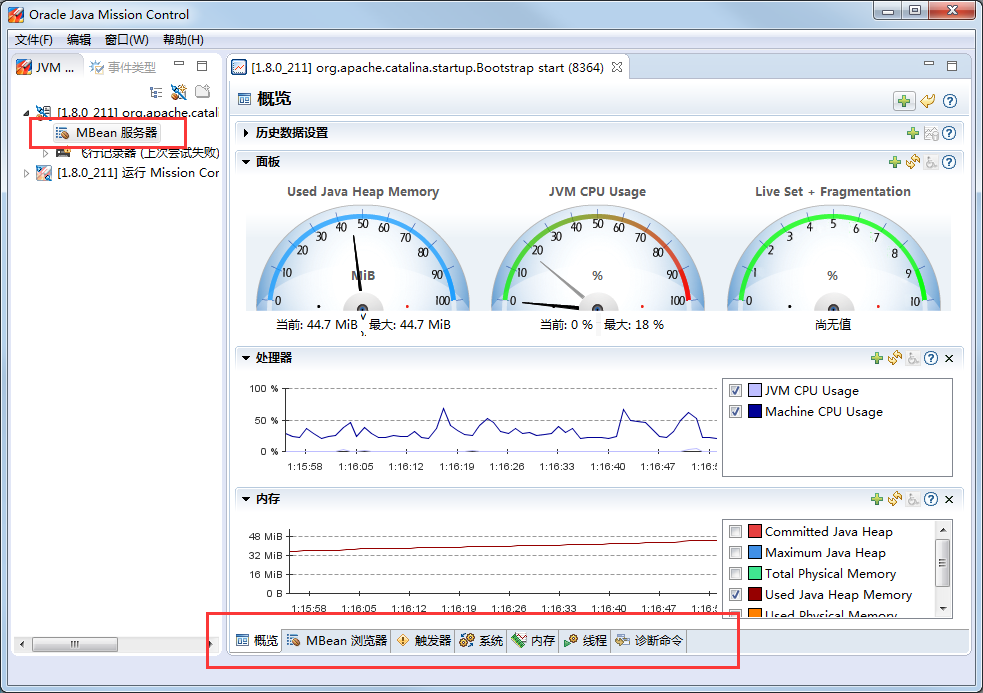 Oracle Java Mission Control
文件(F) 编辑 窗口(W) 帮助(H)
JVM ... 事件类型
[1.8.0_211] org.apache.catali
MBean 服务器
飞行记录器 (上次尝试失败)
[1.8.0_211] 运行 Mission Cor
[1.8.0_211] org.apache.catalina.startup.Bootstrap start (8364)
概览
历史数据设置
面板
Used Java Heap Memory
0 10 20 30 40 50 60 70 80 90 100
MiB
当前: 44.7 MiB 最大: 44.7 MiB
JVM CPU Usage
0 10 20 30 40 50 60 70 80 90 100
%
当前: 0 % 最大: 18 %
Live Set + Fragmentation
0 1 2 3 4 5 6 7 8 9 10
%
尚无值
处理器
100 %
50 %
0 %
1:15:58 1:16:05 1:16:12 1:16:19 1:16:26 1:16:33 1:16:40 1:16:47 1:16:5
JVM CPU Usage
Machine CPU Usage
内存
48 MiB
32 MiB
16 MiB
0 B
1:15:58 1:16:05 1:16:12 1:16:19 1:16:26 1:16:33 1:16:40 1:16:47 1:16:5
Committed Java Heap
Maximum Java Heap
Total Physical Memory
Used Java Heap Memory
Used Physical Memory
概览 MBean 浏览器 触发器 系统 内存 线程 诊断命令